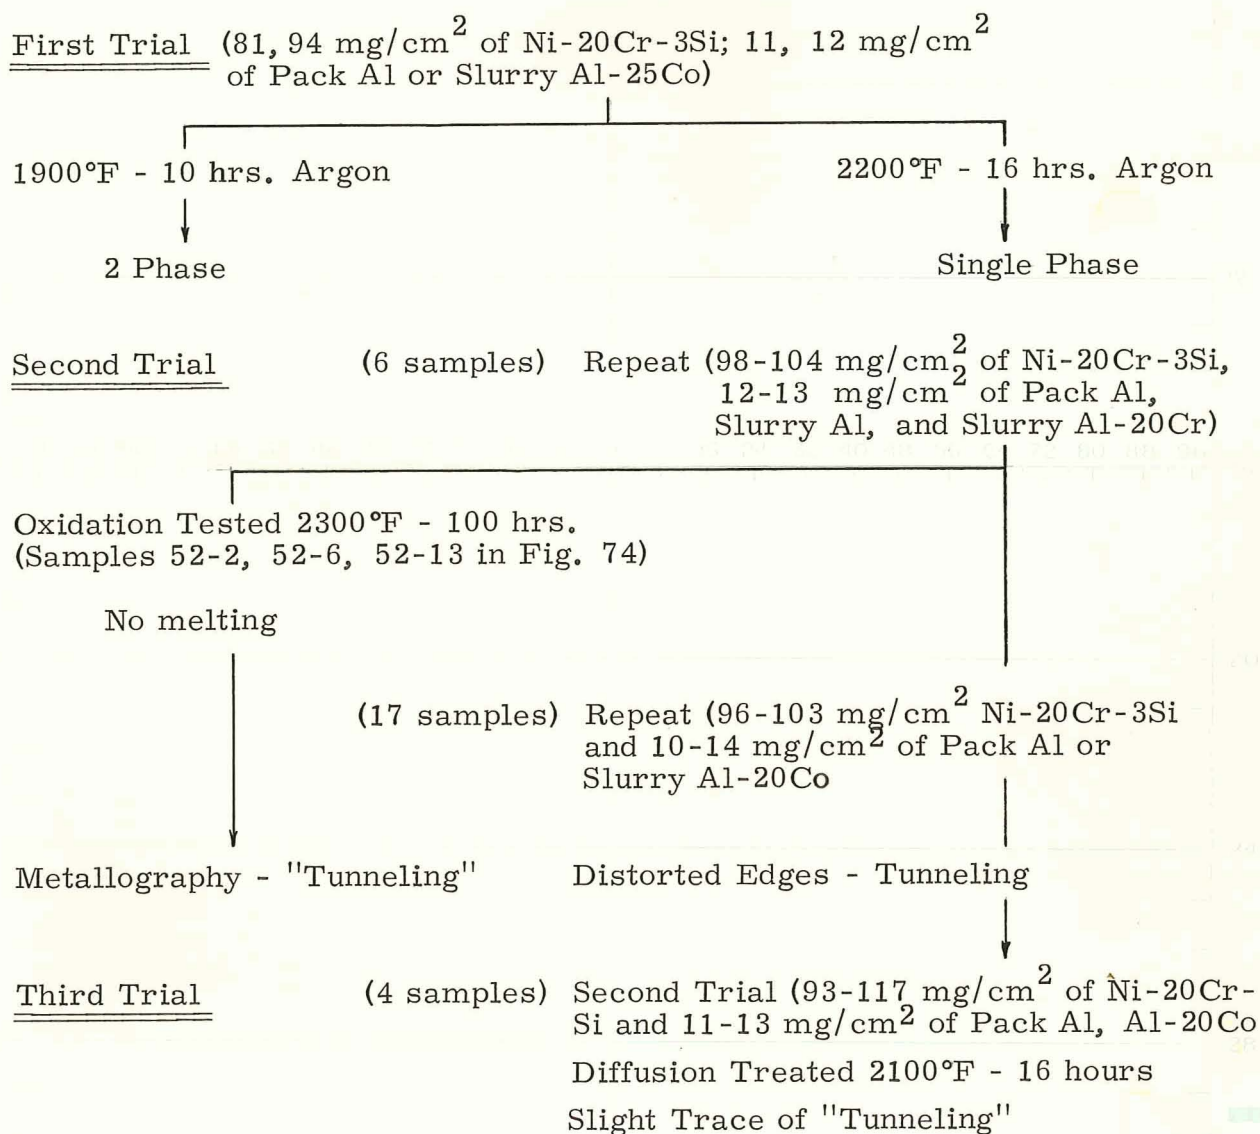 First Trial (81, 94 mg/cm² of Ni-20Cr-3Si; 11, 12 mg/cm²
of Pack Al or Slurry Al-25Co)
1900°F - 10 hrs. Argon
2200°F - 16 hrs. Argon
2 Phase
Single Phase
Second Trial (6 samples) Repeat (98-104 mg/cm² of Ni-20Cr-3Si,
12-13 mg/cm² of Pack Al,
Slurry Al, and Slurry Al-20Cr)
Oxidation Tested 2300°F - 100 hrs.
(Samples 52-2, 52-6, 52-13 in Fig. 74)
No melting
(17 samples) Repeat (96-103 mg/cm² Ni-20Cr-3Si
and 10-14 mg/cm² of Pack Al or
Slurry Al-20Co
Metallography - "Tunneling"
Distorted Edges - Tunneling
Third Trial (4 samples) Second Trial (93-117 mg/cm² of Ni-20Cr-
Si and 11-13 mg/cm² of Pack Al, Al-20Co
Diffusion Treated 2100°F - 16 hours
Slight Trace of "Tunneling"